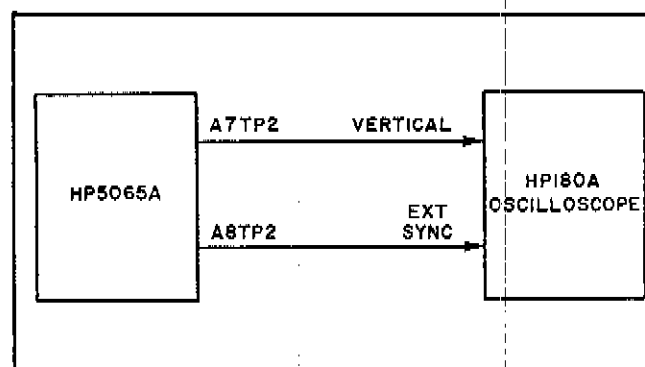 A7TP2 VERTICAL
HP5065A
HP180A
OSCILLOSCOPE
A8TP2 EXT
SYNC